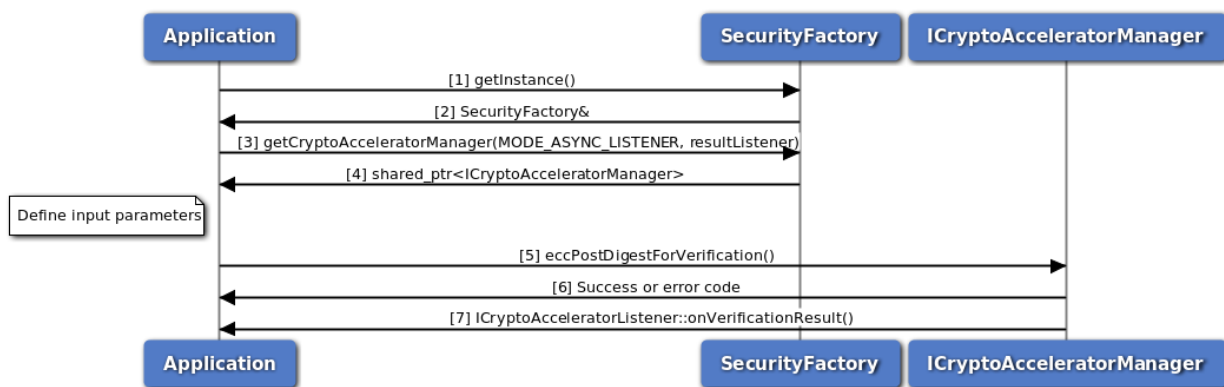 Application
SecurityFactory
ICryptoAcceleratorManager
[1] getInstance()
[2] SecurityFactory&
[3] getCryptoAcceleratorManager(MODE_ASYNC_LISTENER, resultListener)
[4] shared_ptr<ICryptoAcceleratorManager>
Define input parameters
[5] eccPostDigestForVerification()
[6] Success or error code
[7] ICryptoAcceleratorListener::onVerificationResult()
Application
SecurityFactory
ICryptoAcceleratorManager